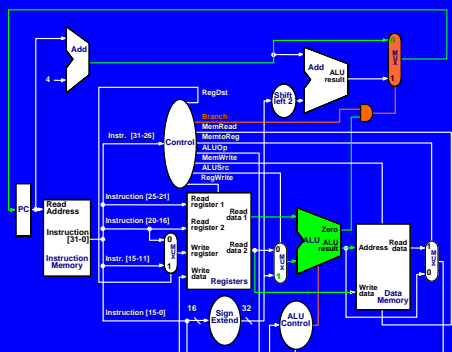 Add
4
Add
ALU
result
0
MUX
1
Shift
left 2
RegDst
Branch
MemRead
MemtoReg
ALUOp
MemWrite
ALUSrc
RegWrite
Control
Instr. [31-26]
PC
Read
Address
Instruction
[31-0]
Instruction
Memory
Instruction [25-21]
Instruction [20-16]
Instr. [15-11]
Instruction [15-0]
0
MUX
1
Read
register 1
Read
register 2
Write
register
Write
data
Read
data 1
Read
data 2
Registers
0
MUX
1
Zero
ALU
ALU
result
Address
Read
data
Write
data
Data
Memory
1
MUX
0
16
Sign
Extend
32
ALU
Control